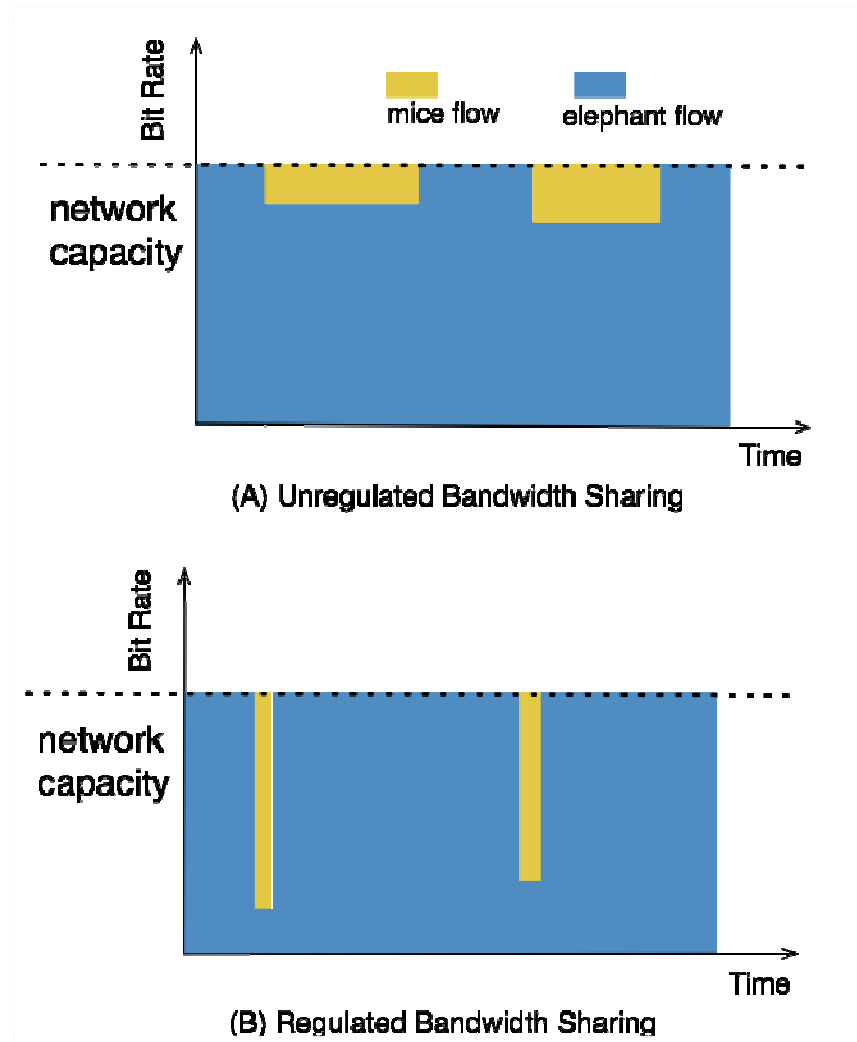 Bit Rate
mice flow
elephant flow
network
capacity
Time
(A) Unregulated Bandwidth Sharing
Bit Rate
network
capacity
Time
(B) Regulated Bandwidth Sharing